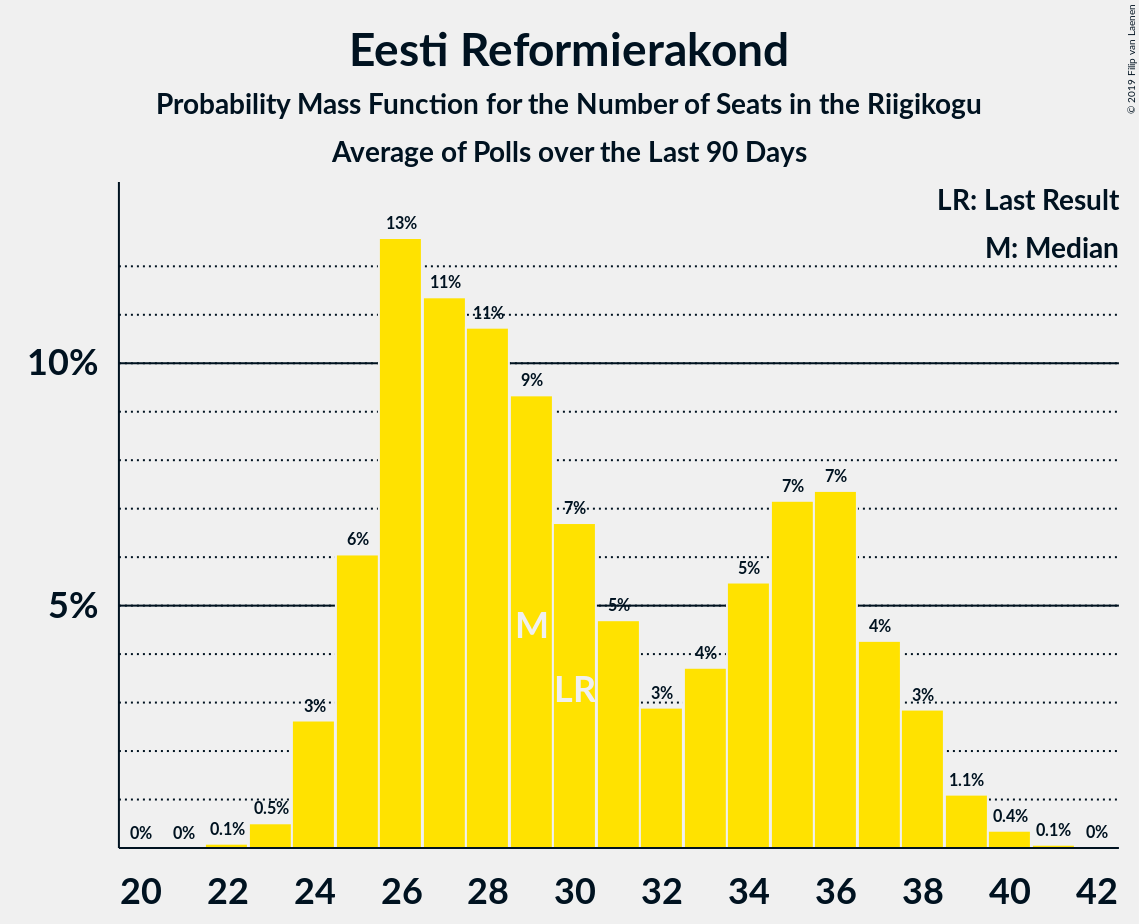 Eesti Reformierakond
Probability Mass Function for the Number of Seats in the Riigikogu
Average of Polls over the Last 90 Days
© 2019 Filip van Laenen
LR: Last Result
M: Median
10%
5%
0%
0%
0.1%
0.5%
3%
6%
13%
11%
11%
9%
7%
5%
3%
4%
5%
7%
7%
4%
3%
1.1%
0.4%
0.1%
0%
M
LR
20 22 24 26 28 30 32 34 36 38 40 42